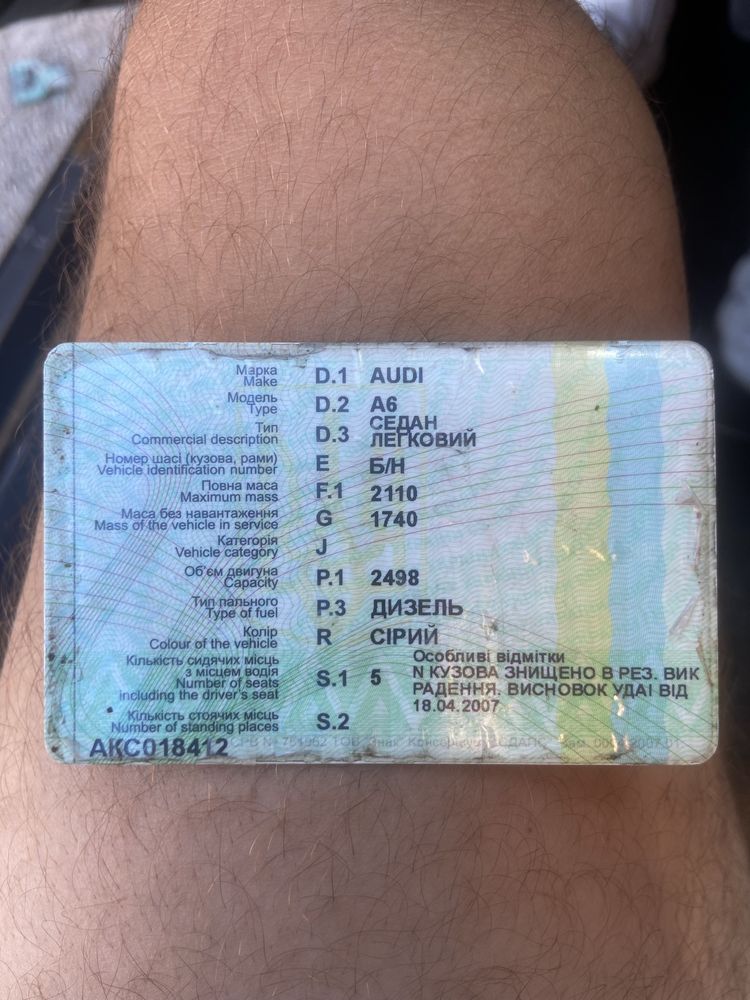 Марка
Make D.1 AUDI
Модель
Type D.2 A6
Тип
Commercial description D.3 СЕДАН ЛЕГКОВИЙ
Номер шасі (кузова, рами)
Vehicle identification number E Б/Н
Повна маса
Maximum mass F.1 2110
Маса без навантаження
Mass of the vehicle in service G 1740
Категорія
Vehicle category J
Об'єм двигуна
Capacity P.1 2498
Тип пального
Type of fuel P.3 ДИЗЕЛЬ
Колір
Colour of the vehicle R СІРИЙ
Кількість сидячих місць
з місцем водія
Number of seats
including the driver's seat S.1 5
Особливі відмітки
N КУЗОВА ЗНИЩЕНО В РЕЗ. ВИК
РАДЕННЯ. ВИСНОВОК УДАІ ВІД
18.04.2007
Кількість стоячих місць
Number of standing places S.2
АКС018412